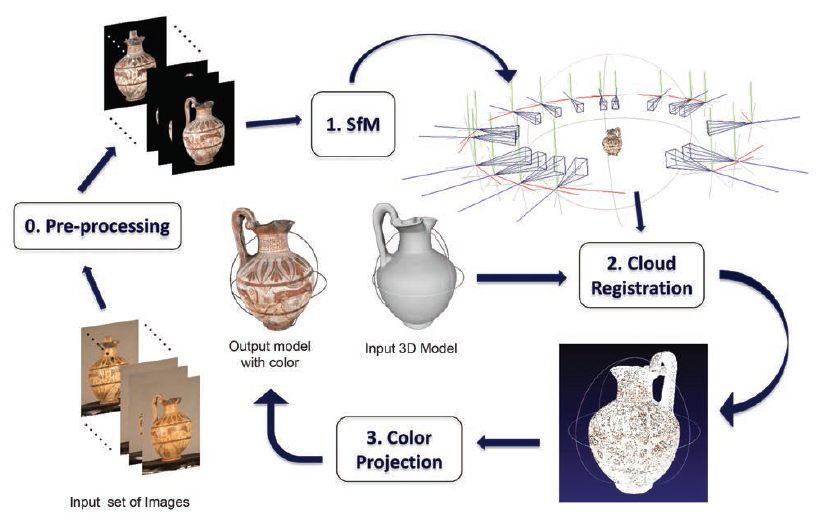 1. SfM
0. Pre-processing
2. Cloud
Registration
Output model
with color
Input 3D Model
3. Color
Projection
Input set of Images